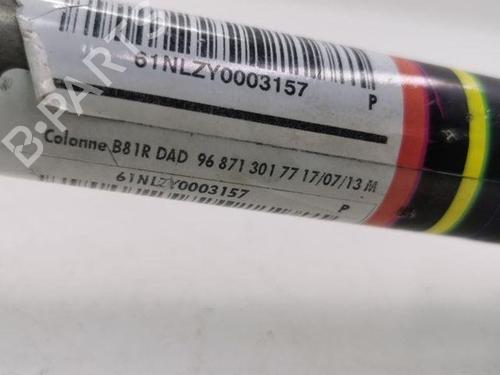 61NLZY0003157 P
Colonne B81R DAD 96 871 301 77 17/07/13 M
61NLZY0003157 P
B-PARTS